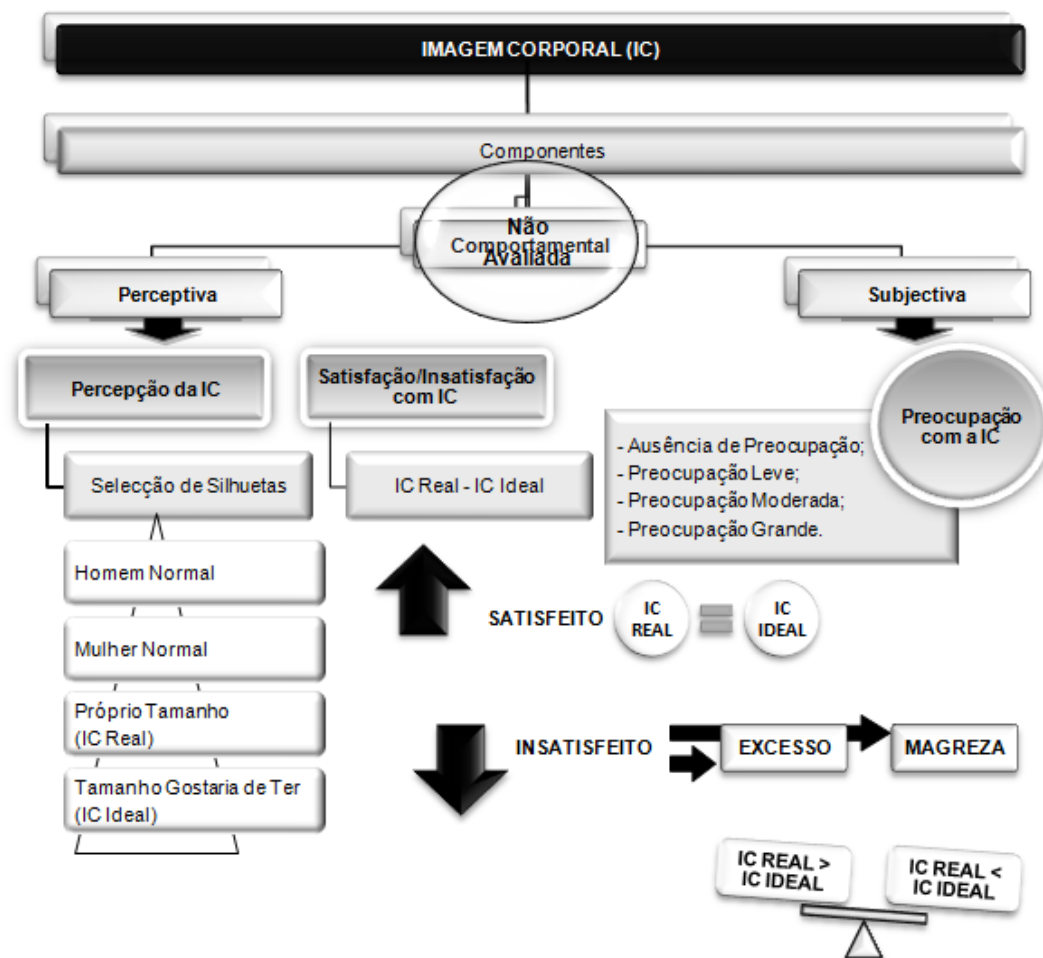 IMAGEM CORPORAL (IC)
Componentes
Não
Comportamental
Avaliada
Perceptiva
Subjectiva
Percepção da IC
Satisfação/Insatisfação
com IC
Preocupação
com a IC
- Ausência de Preocupação;
- Preocupação Leve;
- Preocupação Moderada;
- Preocupação Grande.
Selecção de Silhuetas
IC Real - IC Ideal
Homem Normal
Mulher Normal
Próprio Tamanho
(IC Real)
Tamanho Gostaria de Ter
(IC Ideal)
SATISFEITO
IC
REAL
IC
IDEAL
INSATISFEITO
EXCESSO
MAGREZA
IC REAL >
IC IDEAL
IC REAL <
IC IDEAL